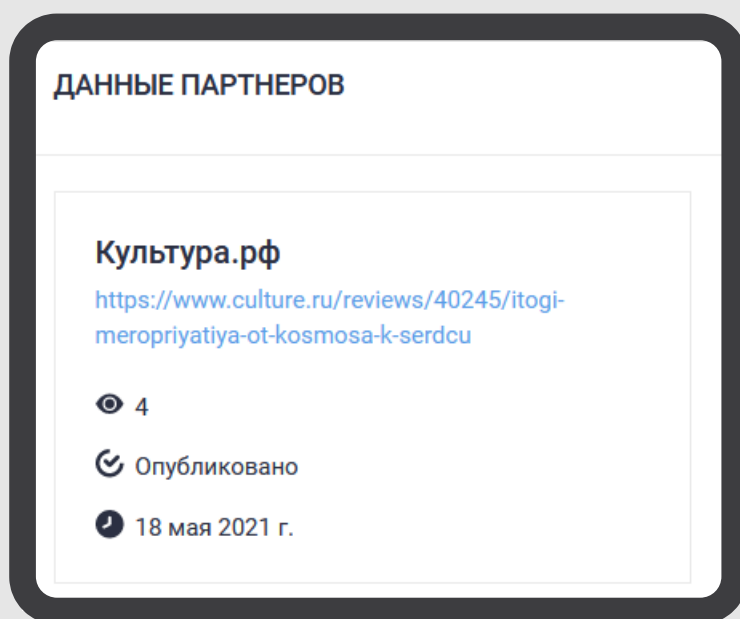 ДАННЫЕ ПАРТНЕРОВ
Культура.рф
https://www.culture.ru/reviews/40245/itogi-
meropriyatiya-ot-kosmosa-k-serdcu
4
Опубликовано
18 мая 2021 г.